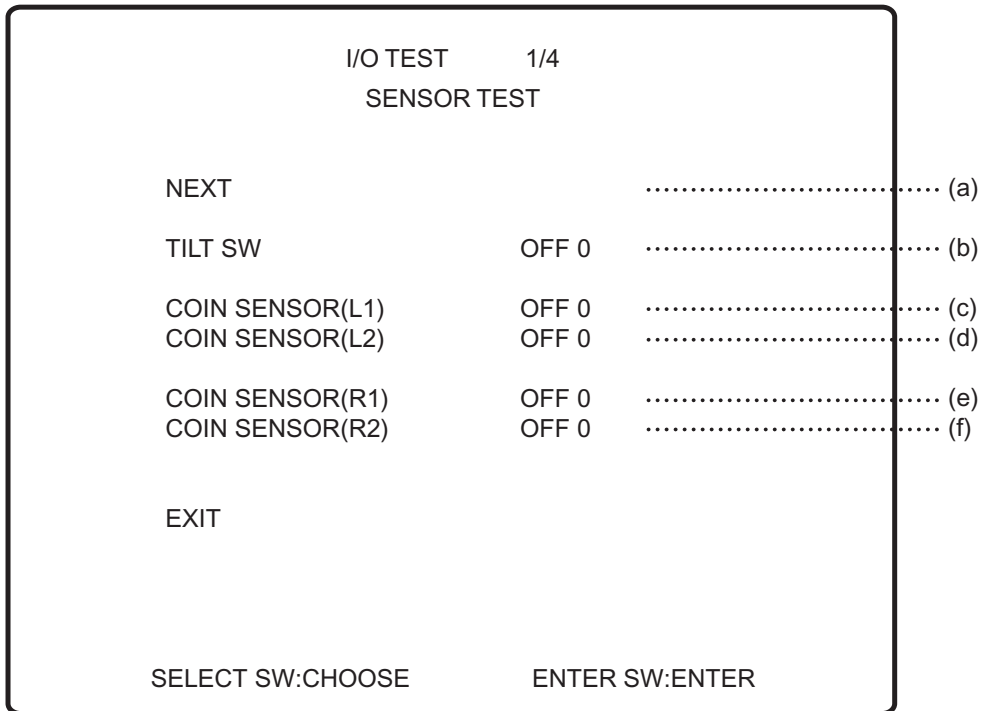 I/O TEST 1/4
SENSOR TEST
NEXT (a)
TILT SW OFF 0 (b)
COIN SENSOR(L1) OFF 0 (c)
COIN SENSOR(L2) OFF 0 (d)
COIN SENSOR(R1) OFF 0 (e)
COIN SENSOR(R2) OFF 0 (f)
EXIT
SELECT SW:CHOOSE ENTER SW:ENTER